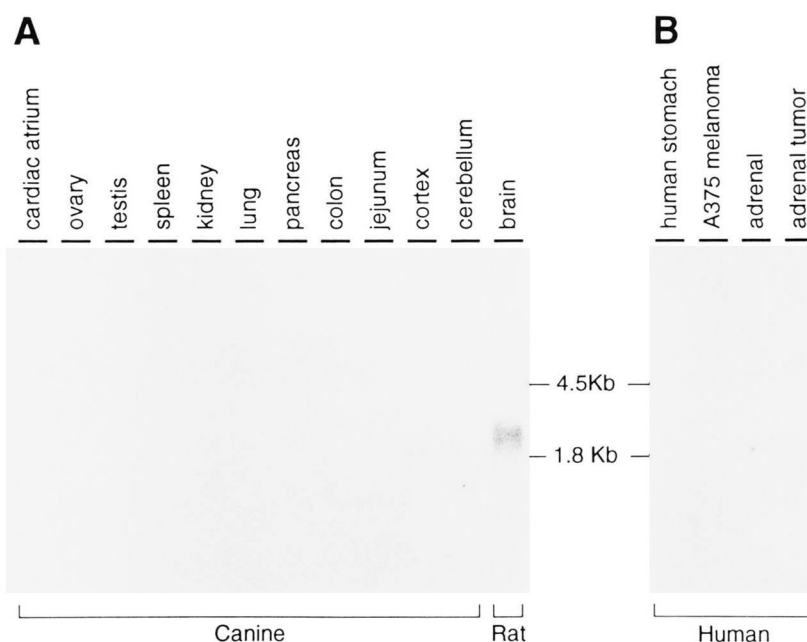 A
B
cardiac atrium
ovary
testis
spleen
kidney
lung
pancreas
colon
jejunum
cortex
cerebellum
brain
human stomach
A375 melanoma
adrenal
adrenal tumor
4.5Kb
1.8 Kb
Canine
Rat
Human